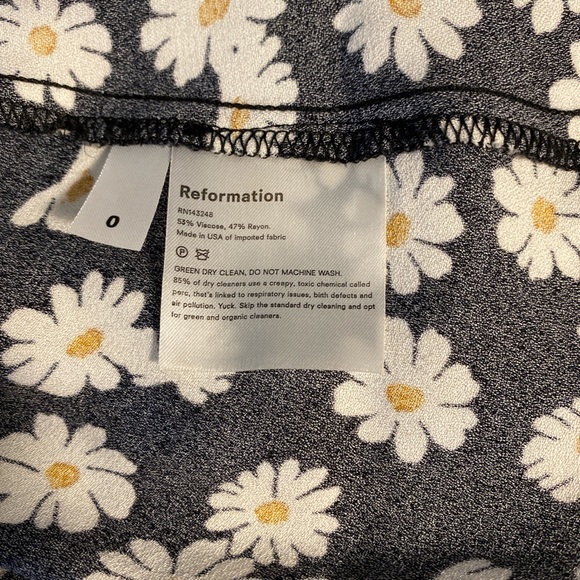 Reformation
RN143248
53% Viscose, 47% Rayon.
Made in USA of imported fabric
P
GREEN DRY CLEAN, DO NOT MACHINE WASH.
85% of dry cleaners use a creepy, toxic chemical called
perc, that's linked to respiratory issues, birth defects and
air pollution. Yuck. Skip the standard dry cleaning and opt
for green and organic cleaners.
0